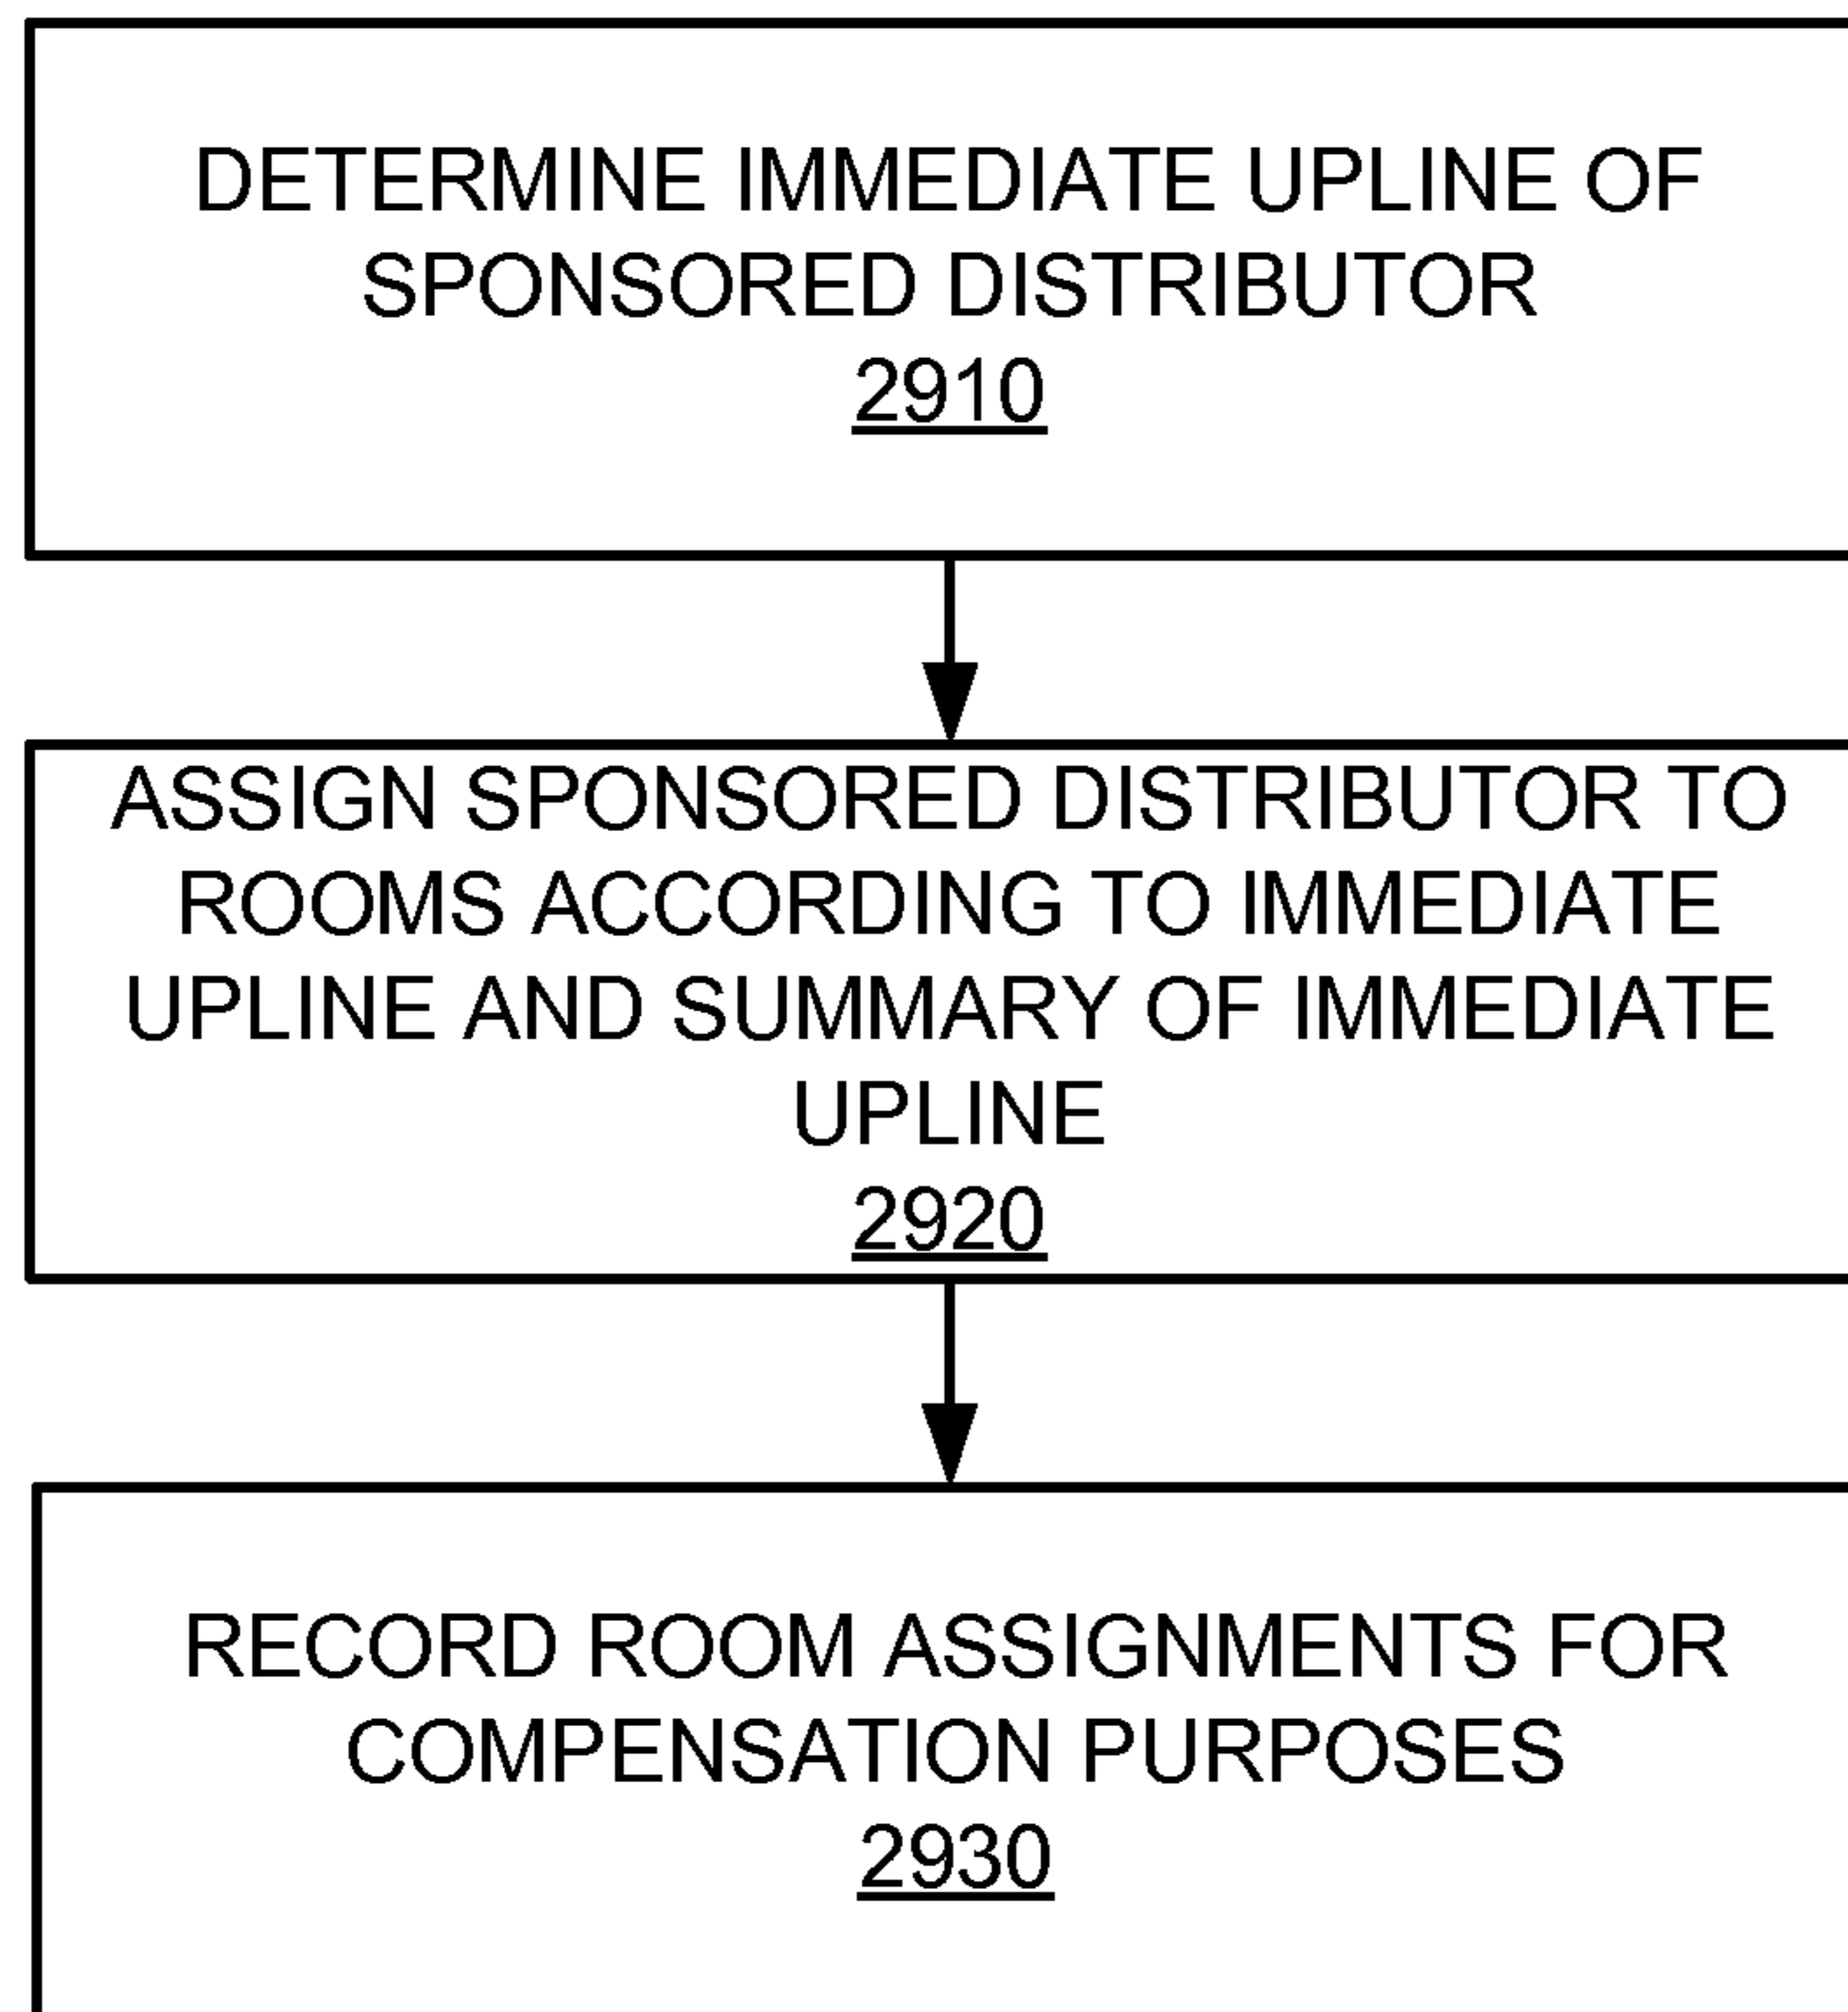 DETERMINE IMMEDIATE UPLINE OF
SPONSORED DISTRIBUTOR
2910
ASSIGN SPONSORED DISTRIBUTOR TO
ROOMS ACCORDING TO IMMEDIATE
UPLINE AND SUMMARY OF IMMEDIATE
UPLINE
2920
RECORD ROOM ASSIGNMENTS FOR
COMPENSATION PURPOSES
2930